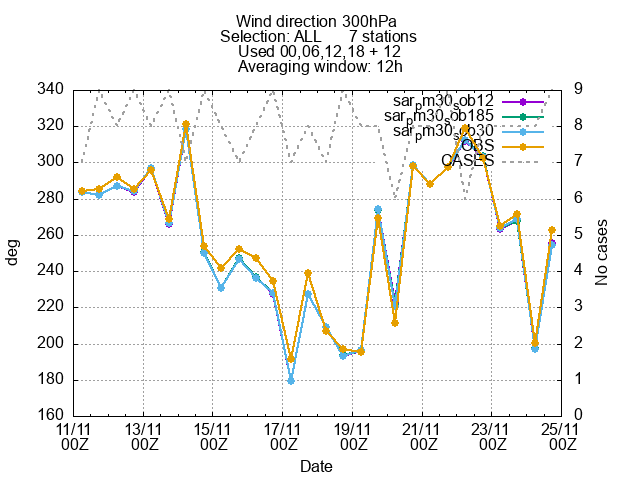 Wind direction 300hPa
Selection: ALL 7 stations
Used 00,06,12,18 + 12
Averaging window: 12h
340 9
320 8
300 7
280 6
260 5
240 4
220 3
200 2
180 1
160 0
deg
No cases
sarpm30sob12
sarpm30sob185
sarpm30sob30
OBS
CASES
11/11 13/11 15/11 17/11 19/11 21/11 23/11 25/11
00Z 00Z 00Z 00Z 00Z 00Z 00Z 00Z
Date